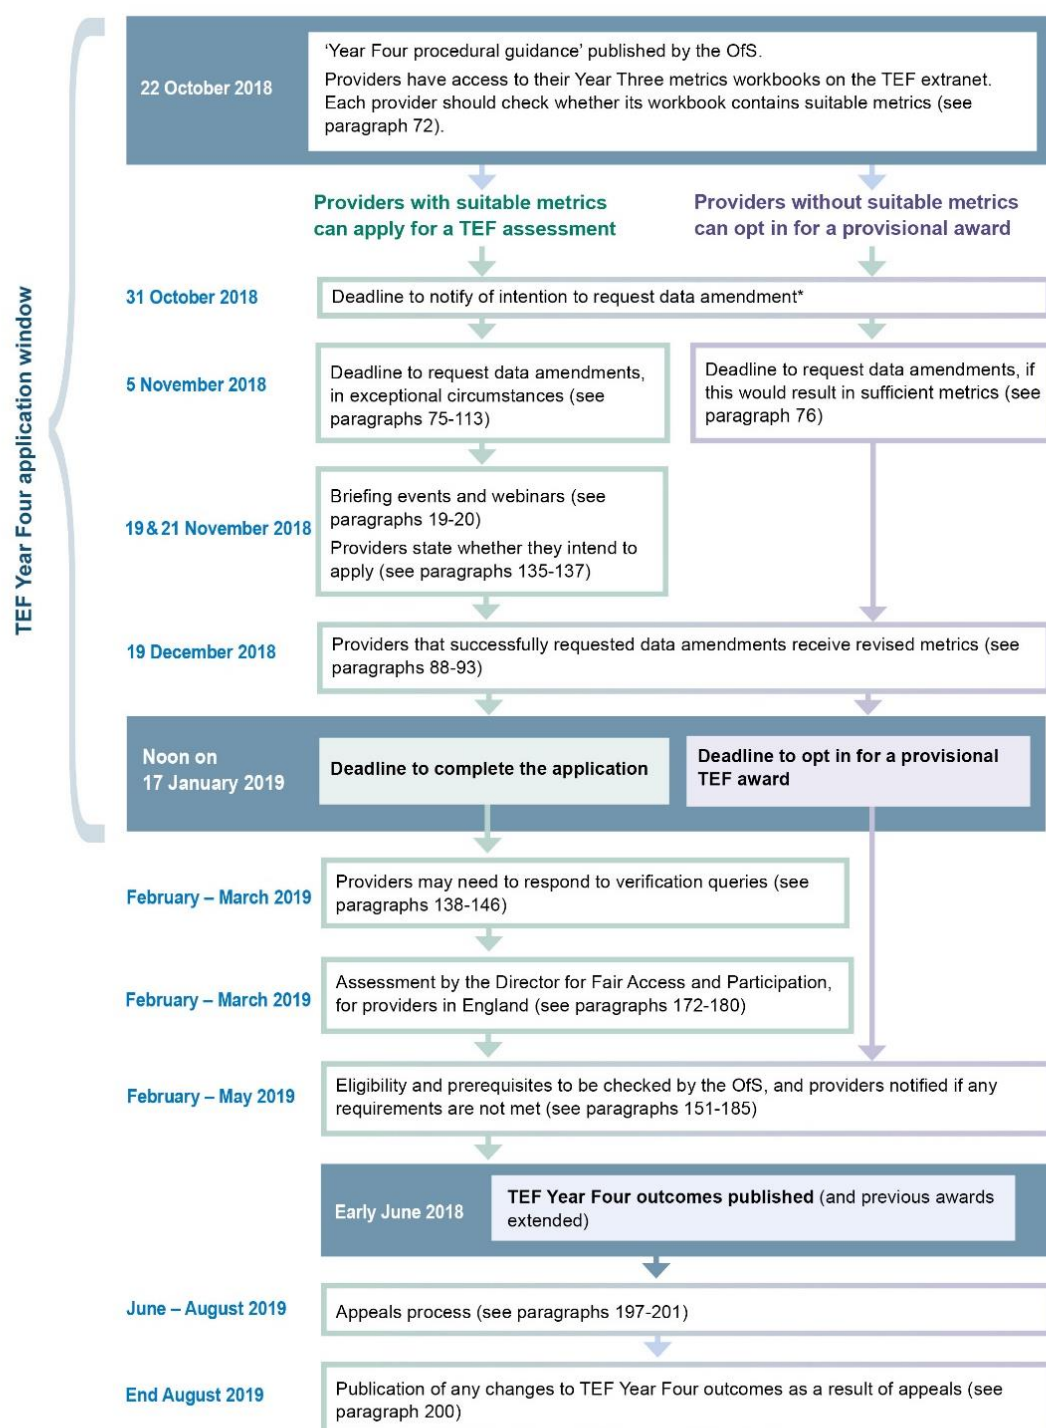 TEF Year Four application window
22 October 2018
‘Year Four procedural guidance’ published by the OfS.
Providers have access to their Year Three metrics workbooks on the TEF extranet.
Each provider should check whether its workbook contains suitable metrics (see
paragraph 72).
Providers with suitable metrics
can apply for a TEF assessment
Providers without suitable metrics
can opt in for a provisional award
31 October 2018
Deadline to notify of intention to request data amendment*
5 November 2018
Deadline to request data amendments,
in exceptional circumstances (see
paragraphs 75-113)
Deadline to request data amendments, if
this would result in sufficient metrics (see
paragraph 76)
19 & 21 November 2018
Briefing events and webinars (see
paragraphs 19-20)
Providers state whether they intend to
apply (see paragraphs 135-137)
19 December 2018
Providers that successfully requested data amendments receive revised metrics (see
paragraphs 88-93)
Noon on
17 January 2019
Deadline to complete the application
Deadline to opt in for a provisional
TEF award
February – March 2019
Providers may need to respond to verification queries (see
paragraphs 138-146)
February – March 2019
Assessment by the Director for Fair Access and Participation,
for providers in England (see paragraphs 172-180)
February – May 2019
Eligibility and prerequisites to be checked by the OfS, and providers notified if any
requirements are not met (see paragraphs 151-185)
Early June 2018
TEF Year Four outcomes published (and previous awards
extended)
June – August 2019
Appeals process (see paragraphs 197-201)
End August 2019
Publication of any changes to TEF Year Four outcomes as a result of appeals (see
paragraph 200)